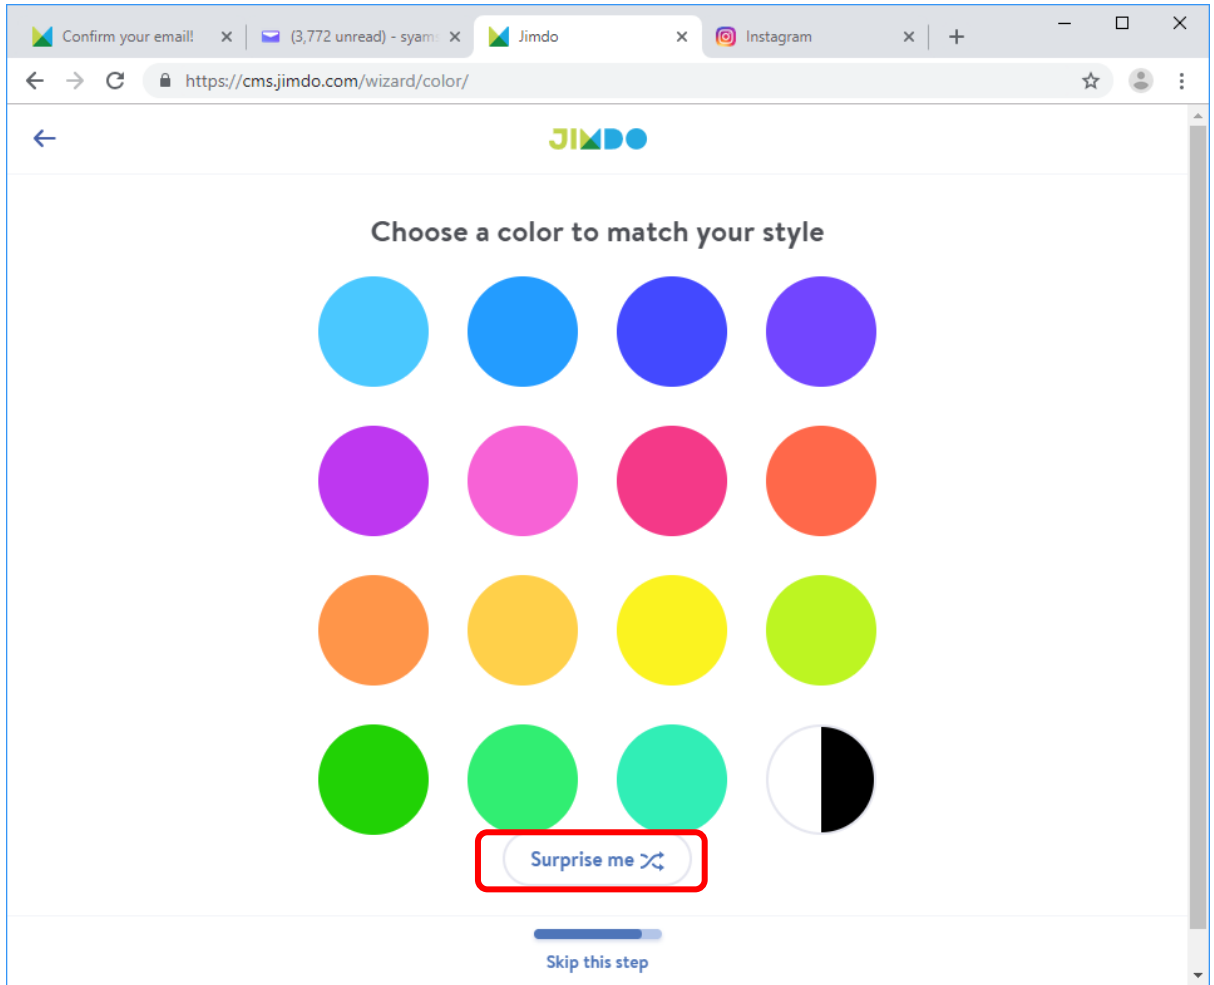 Confirm your email!
(3,772 unread) - syams
Jimdo
Instagram
https://cms.jimdo.com/wizard/color/
JIMDO
Choose a color to match your style
Surprise me
Skip this step